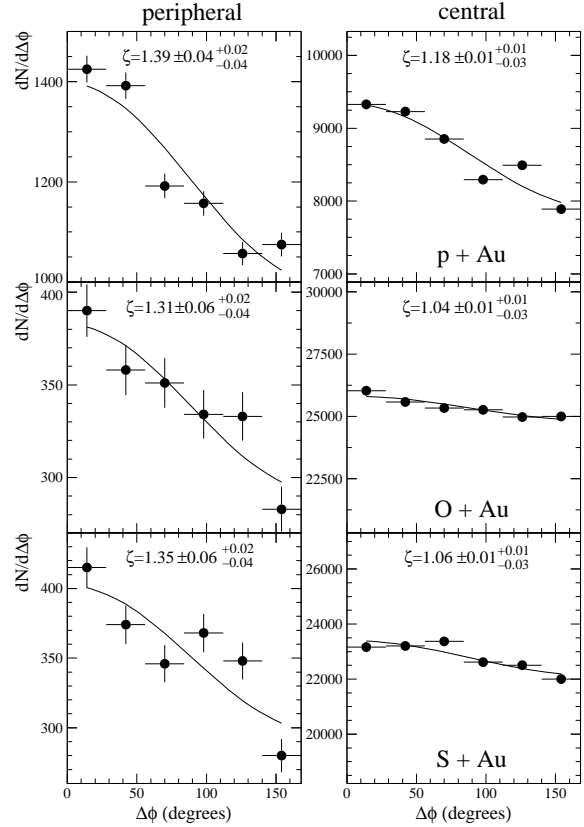 peripheral central
dN/dΔφ
ζ=1.39 ±0.04 +0.02 −0.04
1400
1200
1000
ζ=1.18 ±0.01 +0.01 −0.03
10000
9000
8000
7000
p + Au
dN/dΔφ
ζ=1.31 ±0.06 +0.02 −0.04
400
350
300
ζ=1.04 ±0.01 +0.01 −0.03
30000
27500
25000
22500
O + Au
dN/dΔφ
ζ=1.35 ±0.06 +0.02 −0.04
400
350
300
ζ=1.06 ±0.01 +0.01 −0.03
26000
24000
22000
20000
S + Au
0 50 100 150 0 50 100 150
Δφ (degrees) Δφ (degrees)